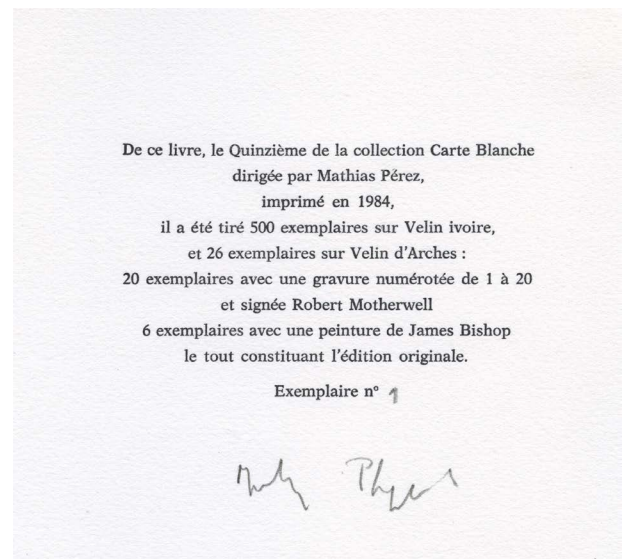 De ce livre, le Quinzième de la collection Carte Blanche
dirigée par Mathias Pérez,
imprimé en 1984,
il a été tiré 500 exemplaires sur Velin ivoire,
et 26 exemplaires sur Velin d'Arches :
20 exemplaires avec une gravure numérotée de 1 à 20
et signée Robert Motherwell
6 exemplaires avec une peinture de James Bishop
le tout constituant l'édition originale.
Exemplaire nº